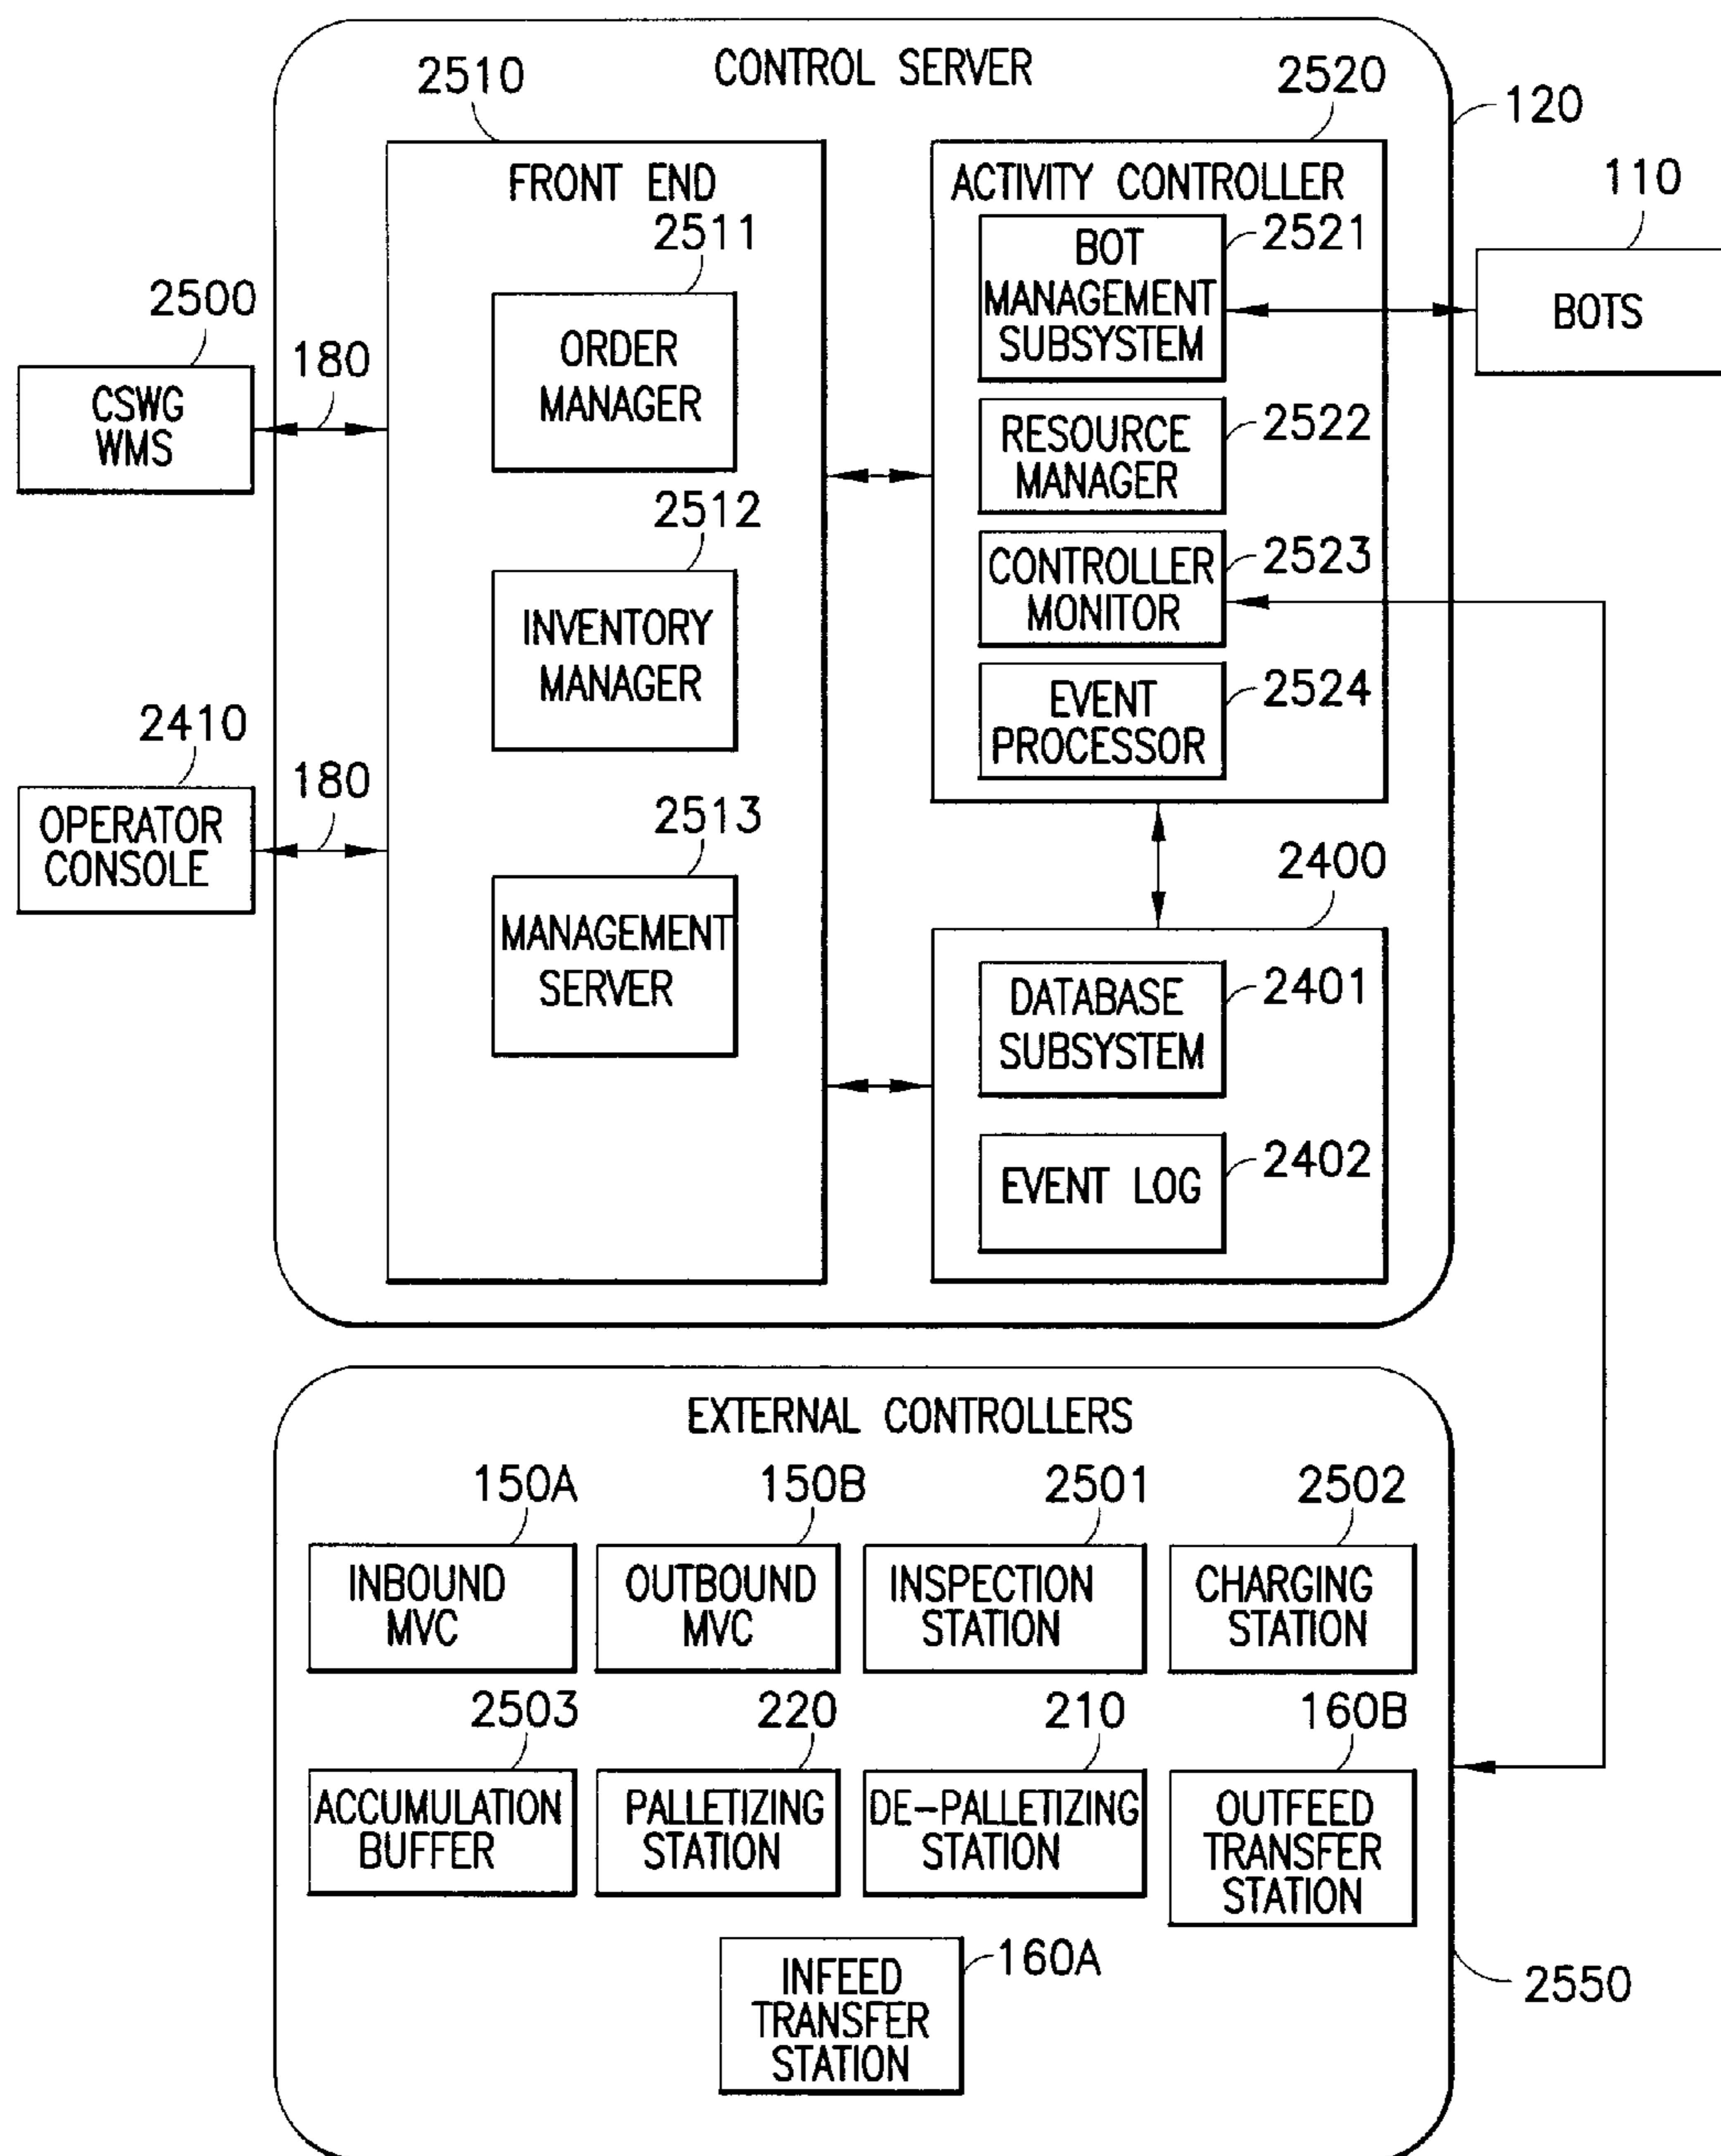 CONTROL SERVER
2510
2520
120
FRONT END
ACTIVITY CONTROLLER
110
2511
BOT
MANAGEMENT
SUBSYSTEM
2521
BOTS
2500
180
CSWG
WMS
ORDER
MANAGER
RESOURCE
MANAGER
2522
2512
CONTROLLER
MONITOR
2523
INVENTORY
MANAGER
EVENT
PROCESSOR
2524
2410
180
OPERATOR
CONSOLE
2513
MANAGEMENT
SERVER
2400
DATABASE
SUBSYSTEM
2401
EVENT LOG
2402
EXTERNAL CONTROLLERS
150A
150B
2501
2502
INBOUND
MVC
OUTBOUND
MVC
INSPECTION
STATION
CHARGING
STATION
2503
220
210
160B
ACCUMULATION
BUFFER
PALLETIZING
STATION
DE-PALLETIZING
STATION
OUTFEED
TRANSFER
STATION
INFEED
TRANSFER
STATION
160A
2550